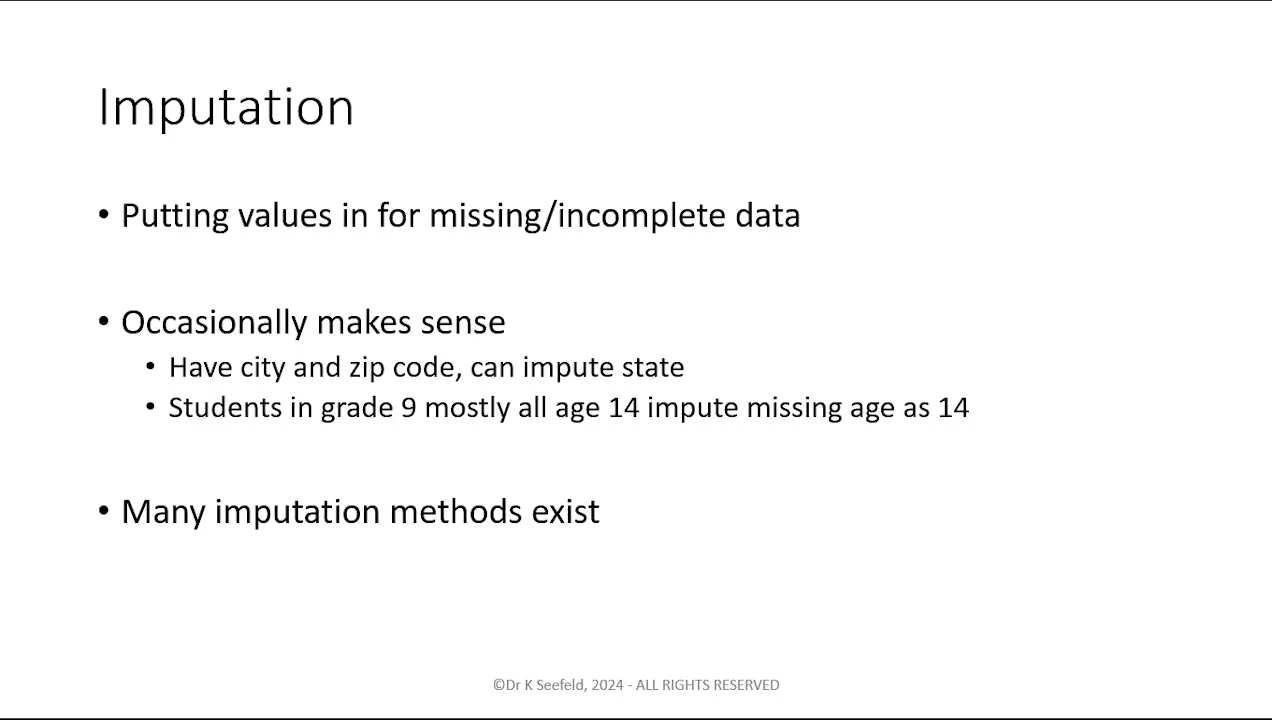 Imputation
• Putting values in for missing/incomplete data
• Occasionally makes sense
• Have city and zip code, can impute state
• Students in grade 9 mostly all age 14 impute missing age as 14
• Many imputation methods exist
©Dr K Seefeld, 2024 - ALL RIGHTS RESERVED